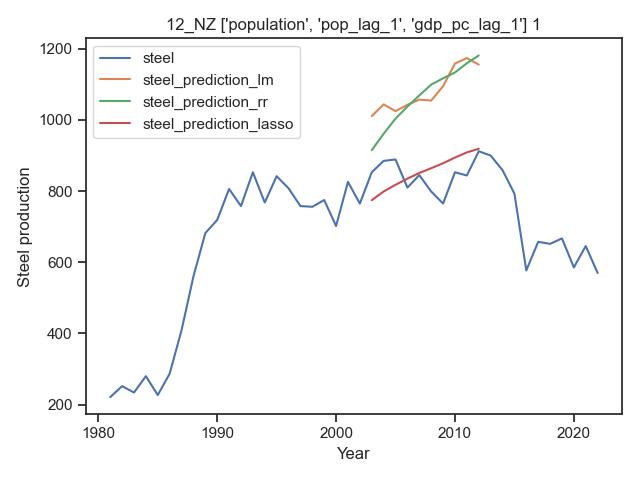 12_NZ ['population', 'pop_lag_1', 'gdp_pc_lag_1'] 1
steel
steel_prediction_lm
steel_prediction_rr
steel_prediction_lasso
1200
1000
800
600
400
200
Steel production
1980
1990
2000
2010
2020
Year